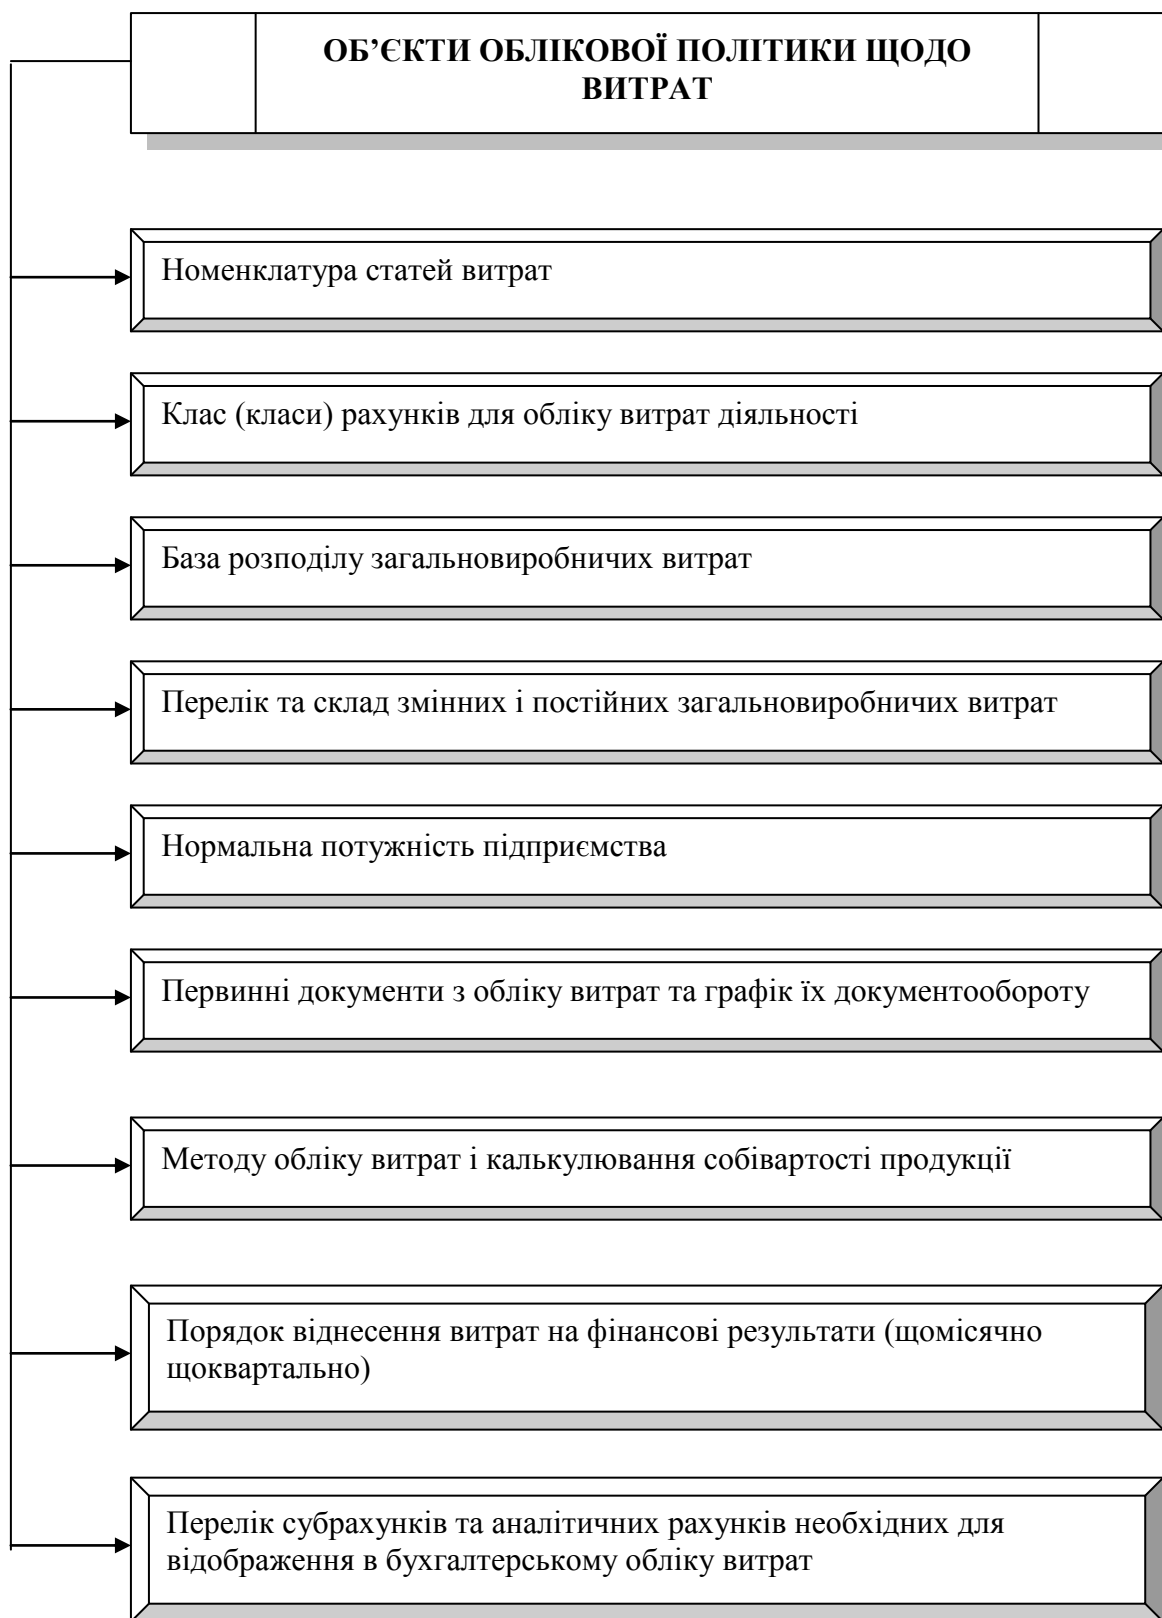 ОБ’ЄКТИ ОБЛІКОВОЇ ПОЛІТИКИ ЩОДО
ВИТРАТ
Номенклатура статей витрат
Клас (класи) рахунків для обліку витрат діяльності
База розподілу загальновиробничих витрат
Перелік та склад змінних і постійних загальновиробничих витрат
Нормальна потужність підприємства
Первинні документи з обліку витрат та графік їх документообороту
Методу обліку витрат і калькулювання собівартості продукції
Порядок віднесення витрат на фінансові результати (щомісячно
щоквартально)
Перелік субрахунків та аналітичних рахунків необхідних для
відображення в бухгалтерському обліку витрат